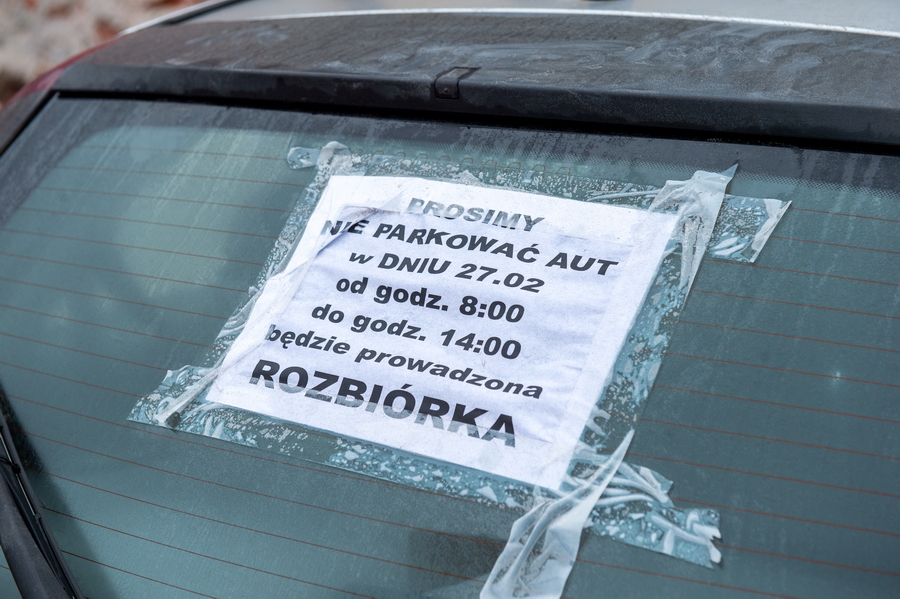 PROSIMY
NIE PARKOWAĆ AUT
w DNIU 27.02
od godz. 8:00
do godz. 14:00
będzie prowadzona
ROZBIÓRKA